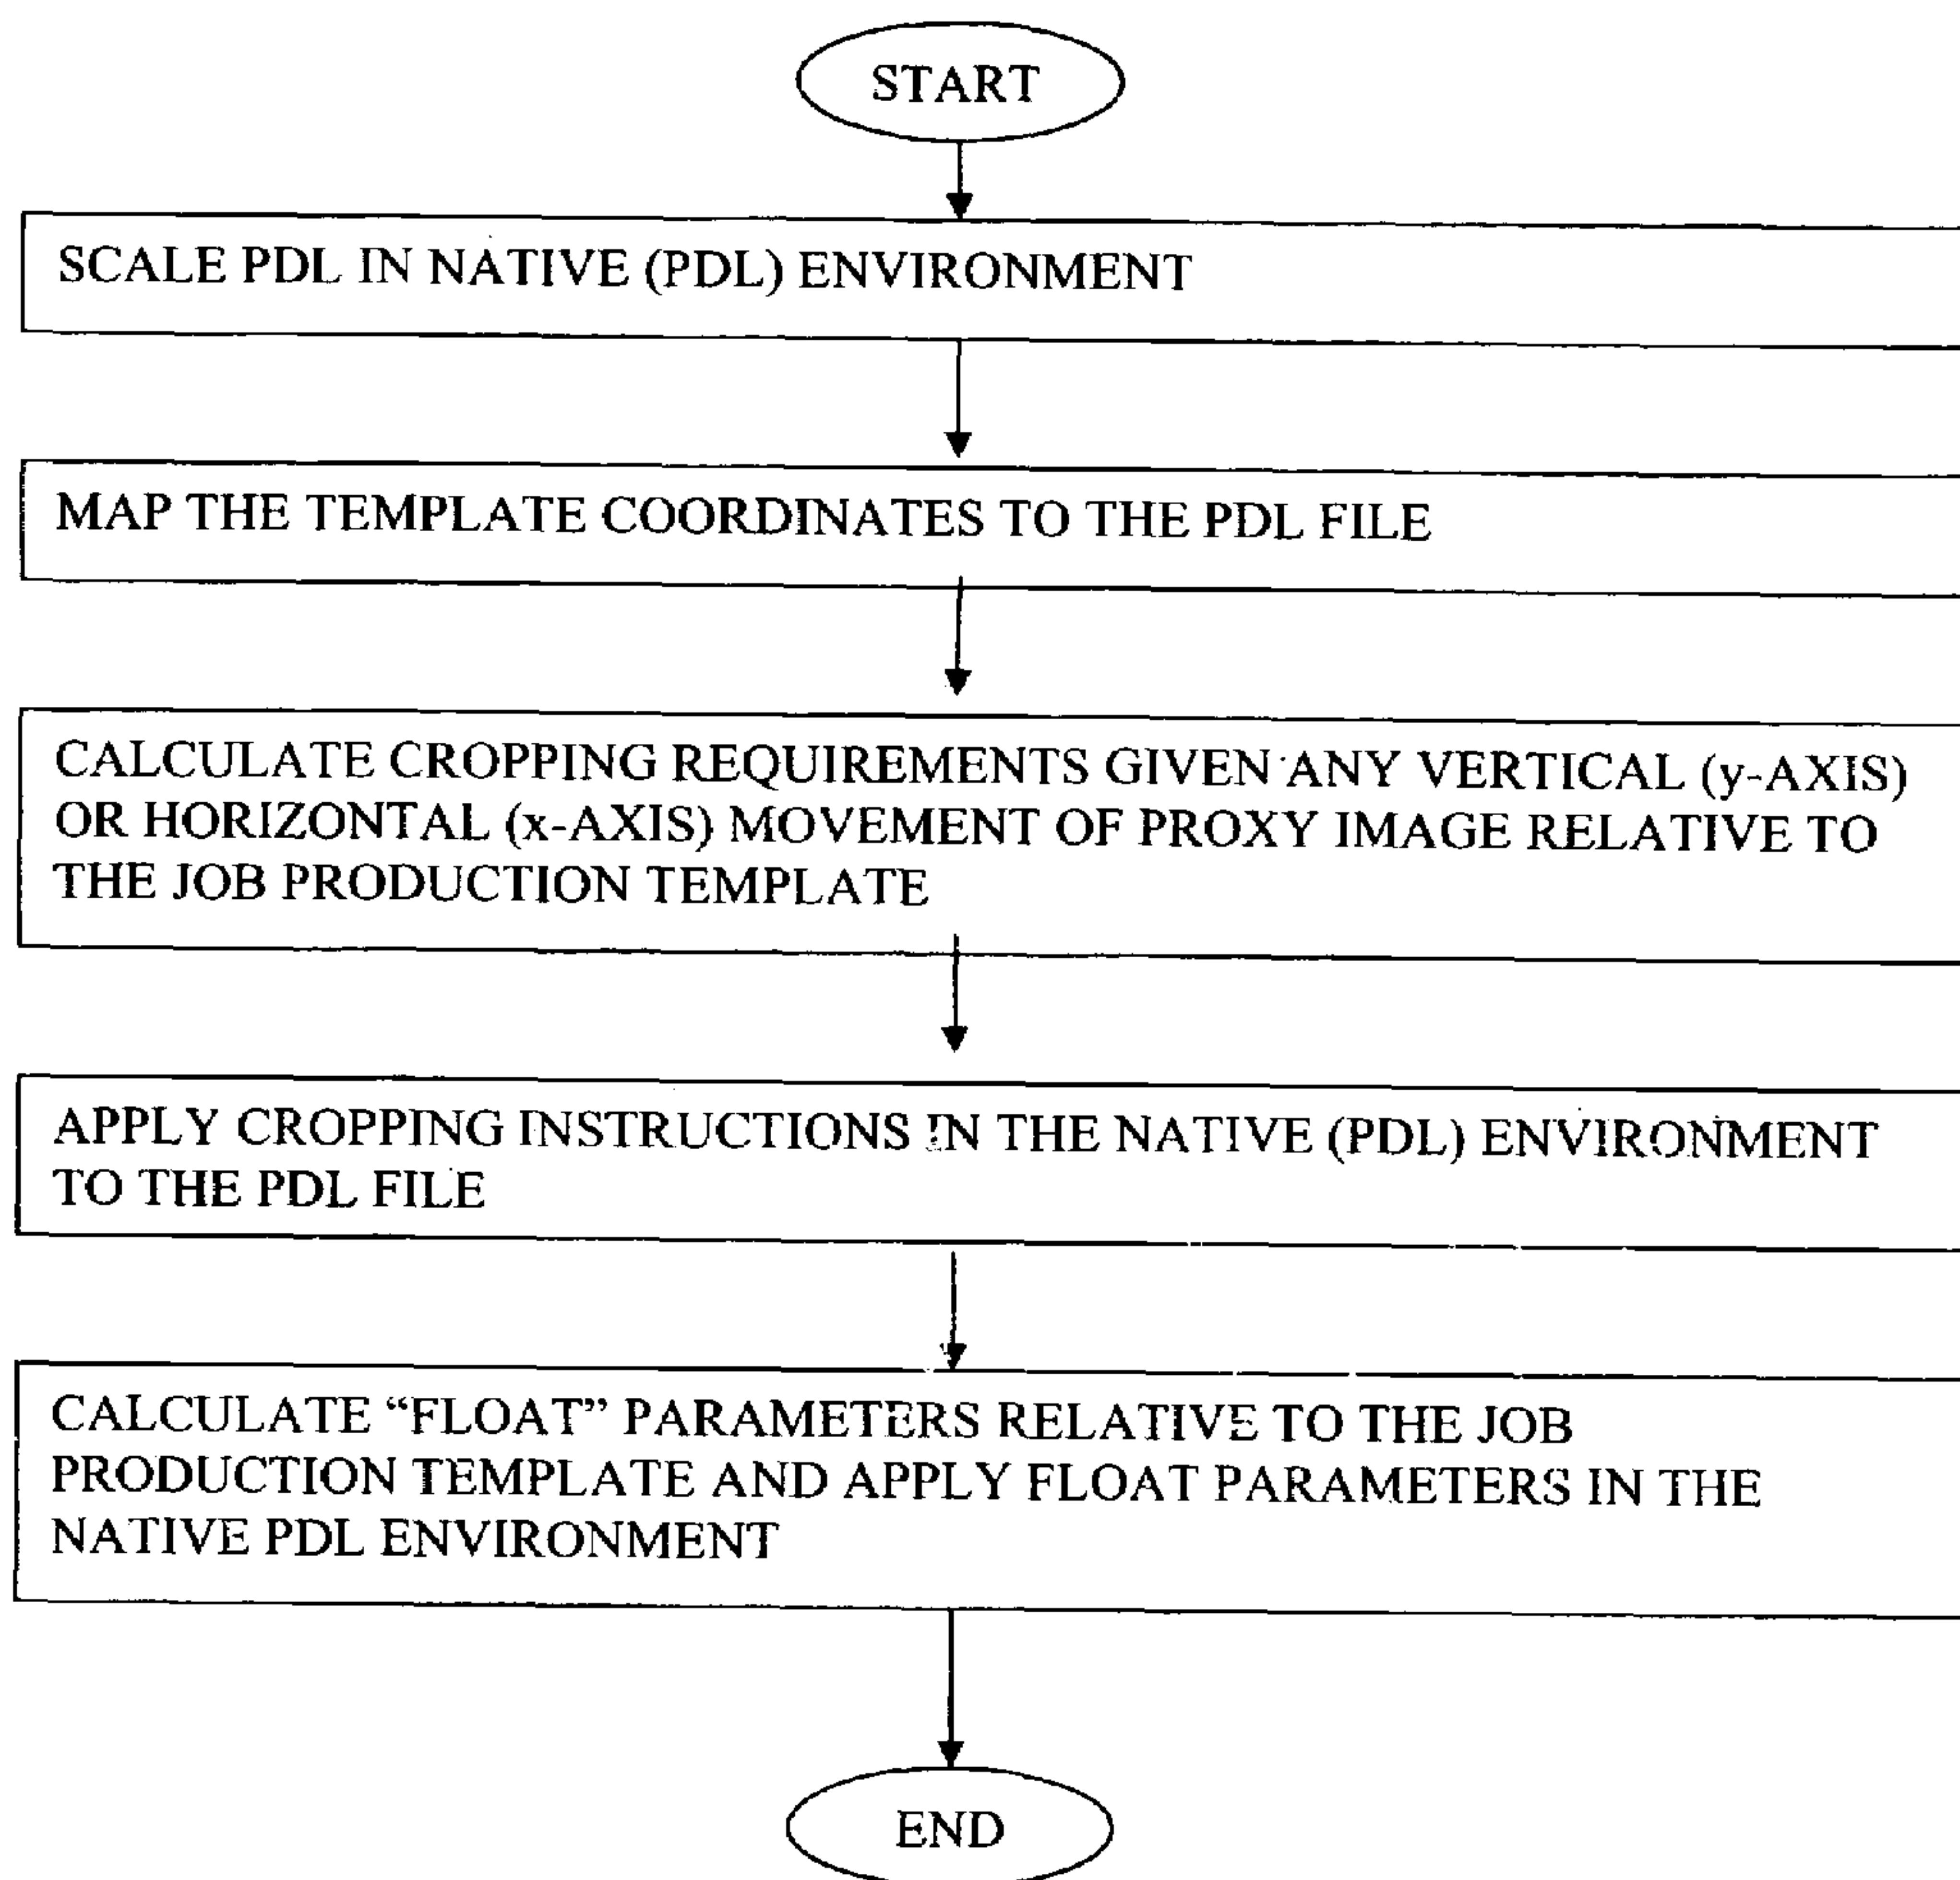 START
SCALE PDL IN NATIVE (PDL) ENVIRONMENT
MAP THE TEMPLATE COORDINATES TO THE PDL FILE
CALCULATE CROPPING REQUIREMENTS GIVEN ANY VERTICAL (y-AXIS)
OR HORIZONTAL (x-AXIS) MOVEMENT OF PROXY IMAGE RELATIVE TO
THE JOB PRODUCTION TEMPLATE
APPLY CROPPING INSTRUCTIONS IN THE NATIVE (PDL) ENVIRONMENT
TO THE PDL FILE
CALCULATE “FLOAT” PARAMETERS RELATIVE TO THE JOB
PRODUCTION TEMPLATE AND APPLY FLOAT PARAMETERS IN THE
NATIVE PDL ENVIRONMENT
END